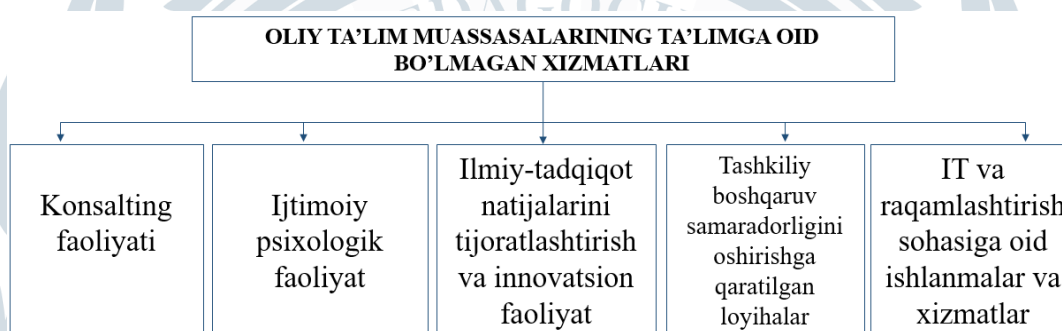 OLIY TA’LIM MUASSASALARINING TA’LIMGA OID
BO’LMAGAN XIZMATLARI
Konsalting
faoliyati
Ijtimoiy
psixologik
faoliyat
Ilmiy-tadqiqot
natijalarini
tijoratlashtirish
va innovatsion
faoliyat
Tashkiliy
boshqaruv
samaradorligini
oshirishga
qaratilgan
loyihalar
IT va
raqamlashtirish
sohasiga oid
ishlanmalar va
xizmatlar